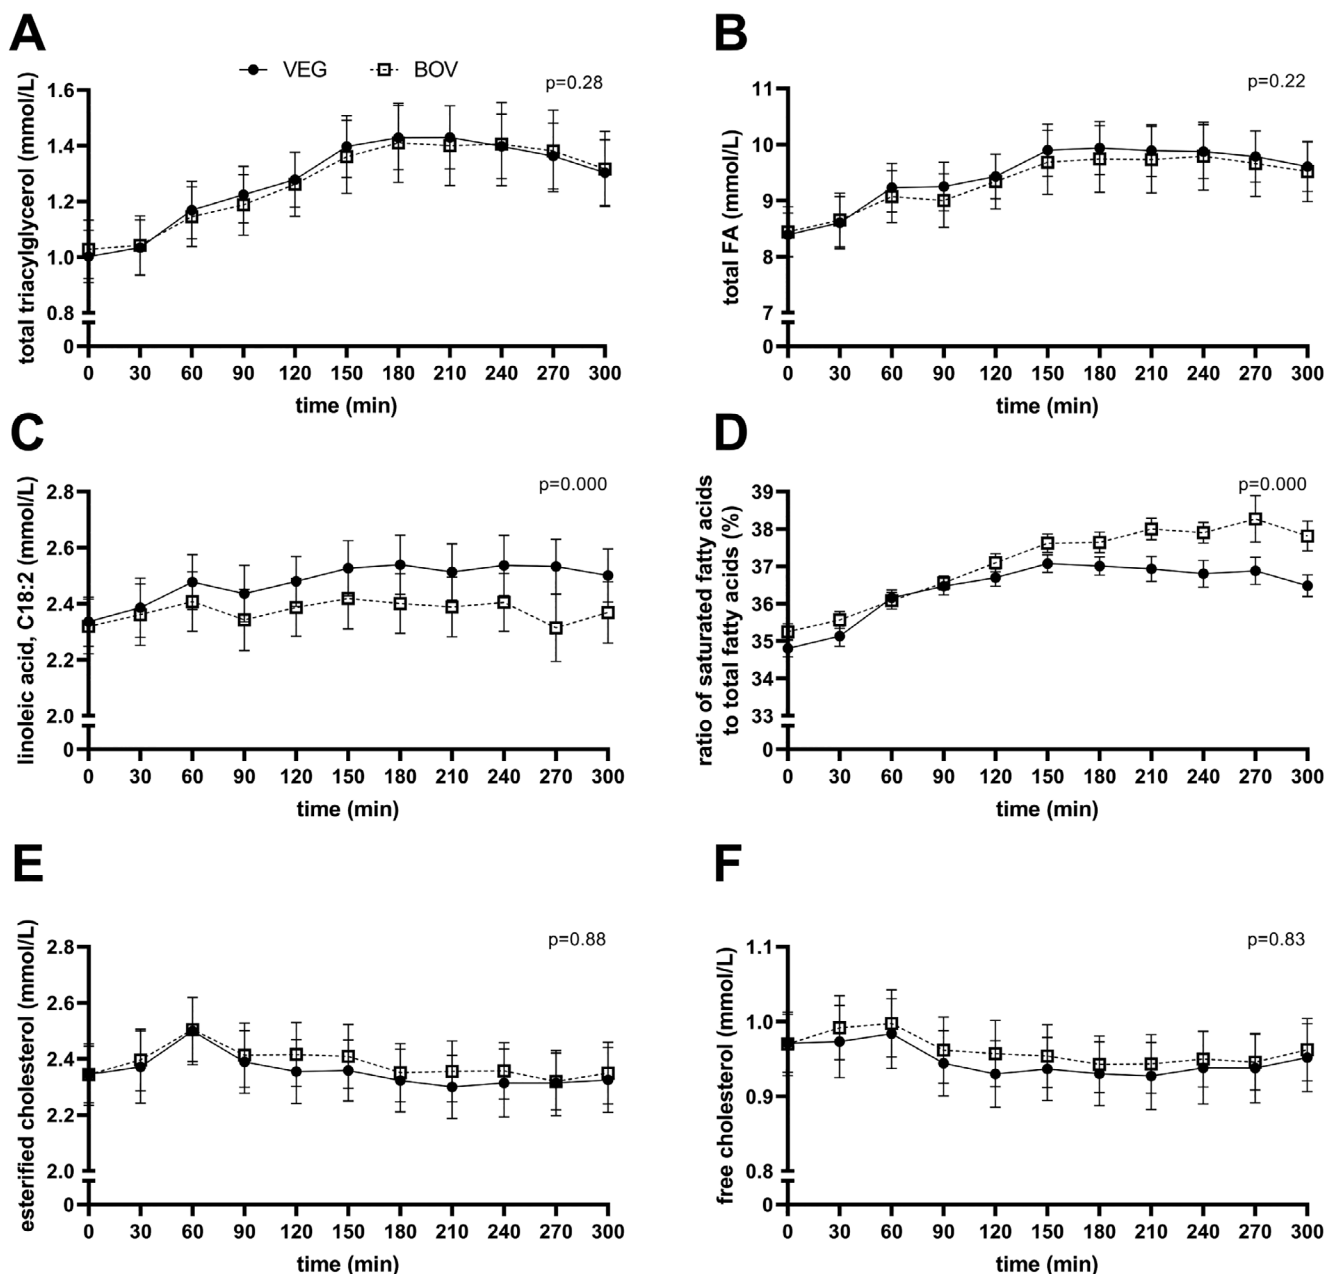 A
VEG
BOV
p=0.28
total triacylglycerol (mmol/L)
1.6
1.4
1.2
1.0
0.8
0
0 30 60 90 120 150 180 210 240 270 300
time (min)
B
p=0.22
total FA (mmol/L)
11
10
9
8
7
0
0 30 60 90 120 150 180 210 240 270 300
time (min)
C
p=0.000
linoleic acid, C18:2 (mmol/L)
2.8
2.6
2.4
2.2
2.0
0
0 30 60 90 120 150 180 210 240 270 300
time (min)
D
p=0.000
ratio of saturated fatty acids
to total fatty acids (%)
39
38
37
36
35
34
33
0
0 30 60 90 120 150 180 210 240 270 300
time (min)
E
p=0.88
esterified cholesterol (mmol/L)
2.8
2.6
2.4
2.2
2.0
0
0 30 60 90 120 150 180 210 240 270 300
time (min)
F
p=0.83
free cholesterol (mmol/L)
1.1
1.0
0.9
0.8
0
0 30 60 90 120 150 180 210 240 270 300
time (min)